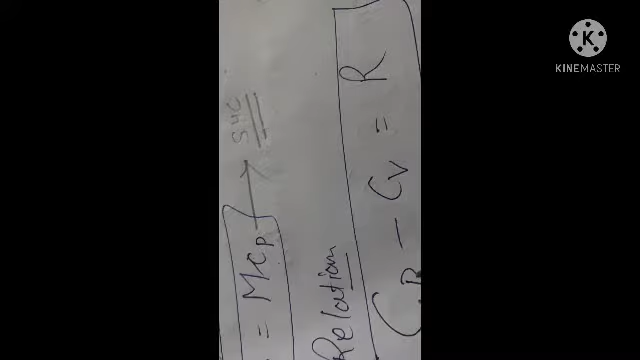 = MCp → SHC
Relation
Cp - Cv = R
KINEMASTER